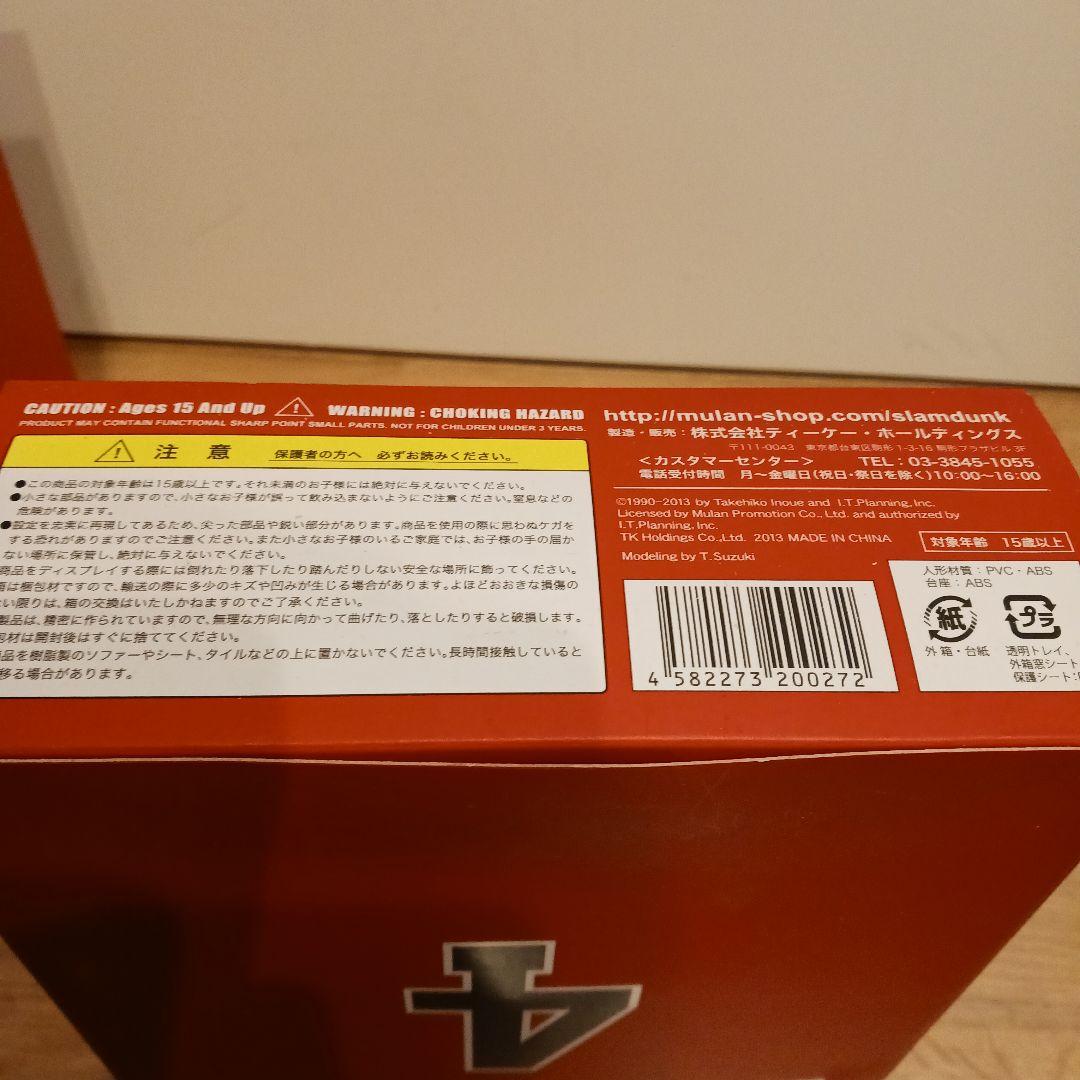 CAUTION : Ages 15 And Up WARNING : CHOKING HAZARD
PRODUCT MAY CONTAIN FUNCTIONAL SHARP POINT SMALL PARTS. NOT FOR CHILDREN UNDER 3 YEARS.
注意 保護者の方へ 必ずお読みください。
●この商品の対象年齢は15歳以上です。それ未満のお子様には絶対に与えないでください。
●小さな部品がありますので、小さなお子様が誤って飲み込まないようにご注意ください。窒息などの
危険があります。
●設定を忠実に再現してあるため、尖った部品や鋭い部分があります。商品を使用の際に思わぬケガを
する恐れがありますのでご注意ください。また小さなお子様のいるご家庭では、お子様の手の届か
ない場所に保管し、絶対に与えないでください。
商品をディスプレイする際には倒れたり落下したり踏んだりしない安全な場所に飾ってください。
は梱包材ですので、輸送の際に多少のキズや凹みが生じる場合があります。よほどおおきな損傷の
い限りは、箱の交換はいたしかねますのでご了承ください。
製品は、精密に作られていますので、無理な方向に向かって曲げたり、落としたりすると破損します。
包材は開封後はすぐに捨ててください。
品を樹脂製のソファーやシート、タイルなどの上に置かないでください。長時間接触していると
移る場合があります。
http://mulan-shop.com/slamdunk
製造・販売:株式会社ティーケー・ホールディングス
〒111-0043 東京都台東区駒形1-3-16 駒形プラザビル3F
<カスタマーセンター> TEL:03-3845-1055
電話受付時間 月～金曜日(祝日・祭日を除く)10:00～16:00
©1990-2013 by Takehiko Inoue and I.T.Planning, Inc.
Licensed by Mulan Promotion Co., Ltd. and authorized by
I.T.Planning, Inc.
TK Holdings Co.,Ltd. 2013 MADE IN CHINA
対象年齢 15歳以上
Modeling by T.Suzuki
4 582273 200272
人形材質:PVC・ABS
台座:ABS
紙
プラ
外箱・台紙
透明トレイ、
外箱窓シート
保護シート:
4